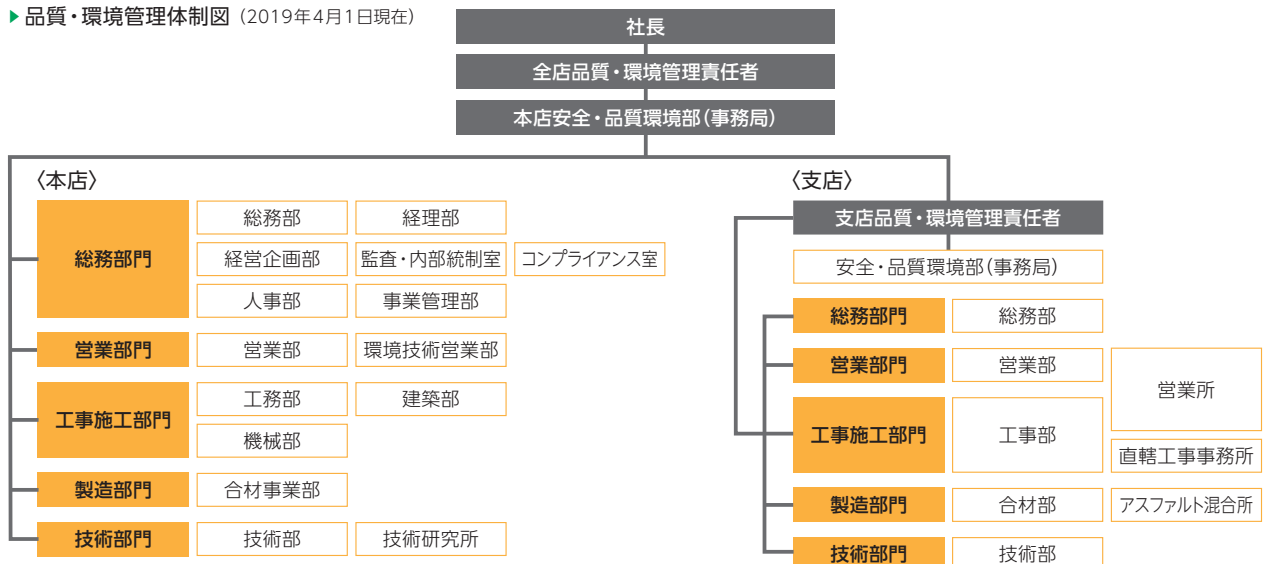 ▶品質・環境管理体制図（2019年4月1日現在）
社長
全店品質・環境管理責任者
本店安全・品質環境部（事務局）
〈本店〉
総務部門
総務部 経理部
経営企画部 監査・内部統制室 コンプライアンス室
人事部 事業管理部
営業部門 営業部 環境技術営業部
工事施工部門
工務部 建築部
機械部
製造部門 合材事業部
技術部門 技術部 技術研究所
〈支店〉
支店品質・環境管理責任者
安全・品質環境部（事務局）
総務部門 総務部
営業部門 営業部
営業所
工事施工部門 工事部
直轄工事事務所
製造部門 合材部 アスファルト混合所
技術部門 技術部